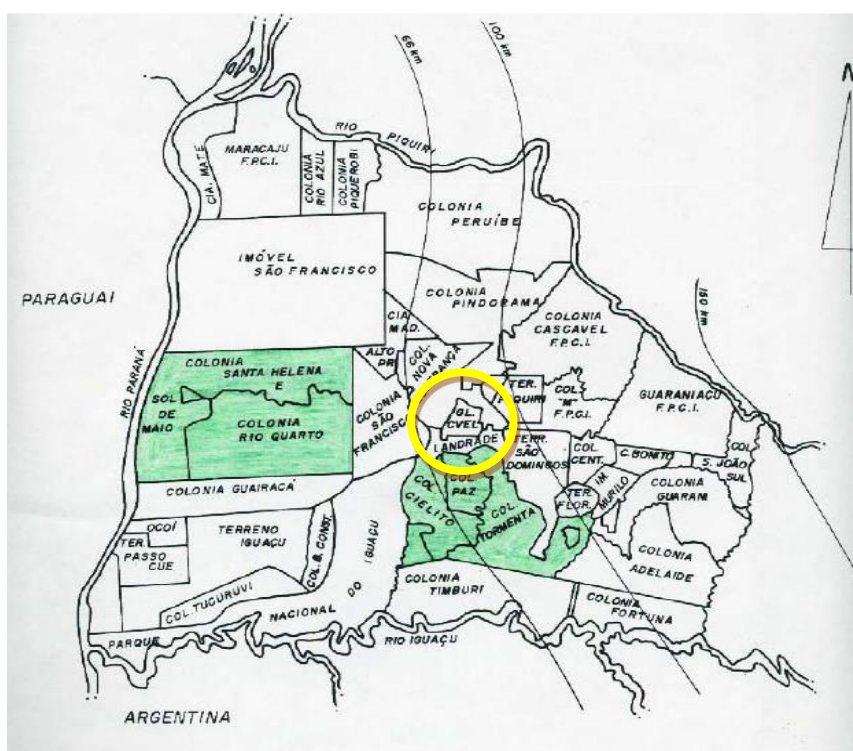 66 km
100 km
N
RIO
PIQUIRI
CIA. MATE
MARACAJU
F.P.C.I.
COLONIA
RIO AZUL
COLONIA
PIQUEROBI
COLONIA
PERUÍBE
IMÓVEL
SÃO FRANCISCO
PARAGUAI
COLONIA
PINDORAMA
150 km
CIA.
MAD.
COLONIA
CASCAVEL
F.P.C.I.
RIO PARANÁ
COLONIA
SANTA HELENA
E
ALTO
PR.
COL.
NOVA
TER.
PIQUIRI
COL.
"M"
F.P.C.I.
GUARANIAÇU
F.P.C.I.
SOL
DE
MAIO
COLONIA
RIO QUARTO
COLONIA
SÃO
FRANCISCO
GL.
CVEL
LANDRADE
TERR.
SÃO
DOMINGOS
COL.
CENT.
C. BONITO
COL.
S. JOÃO
SUL
COLONIA GUAIRACÁ
COL.
CIELITO
COL.
PAZ
COL.
TORMENTA
TER.
FLOR.
IM.
MURILO
COLONIA
GUARANI
OCOÍ
TER.
PASSO
CUE
TERRENO
IGUAÇU
COL. B. CONST.
COLONIA
ADELAIDE
COL. TUCURUVI
COLONIA
TIMBURI
COLONIA
FORTUNA
PARQUE
NACIONAL
DO
IGUAÇU
RIO IGUAÇU
ARGENTINA